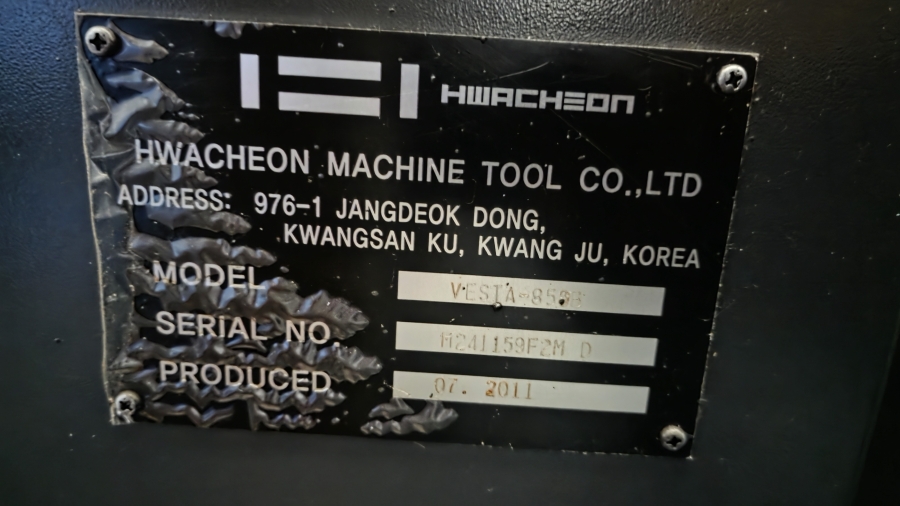 HWACHEON
HWACHEON MACHINE TOOL CO.,LTD
ADDRESS: 976-1 JANGDEOK DONG,
KWANGSAN KU, KWANG JU, KOREA
MODEL
SERIAL NO
PRODUCED 07. 2011